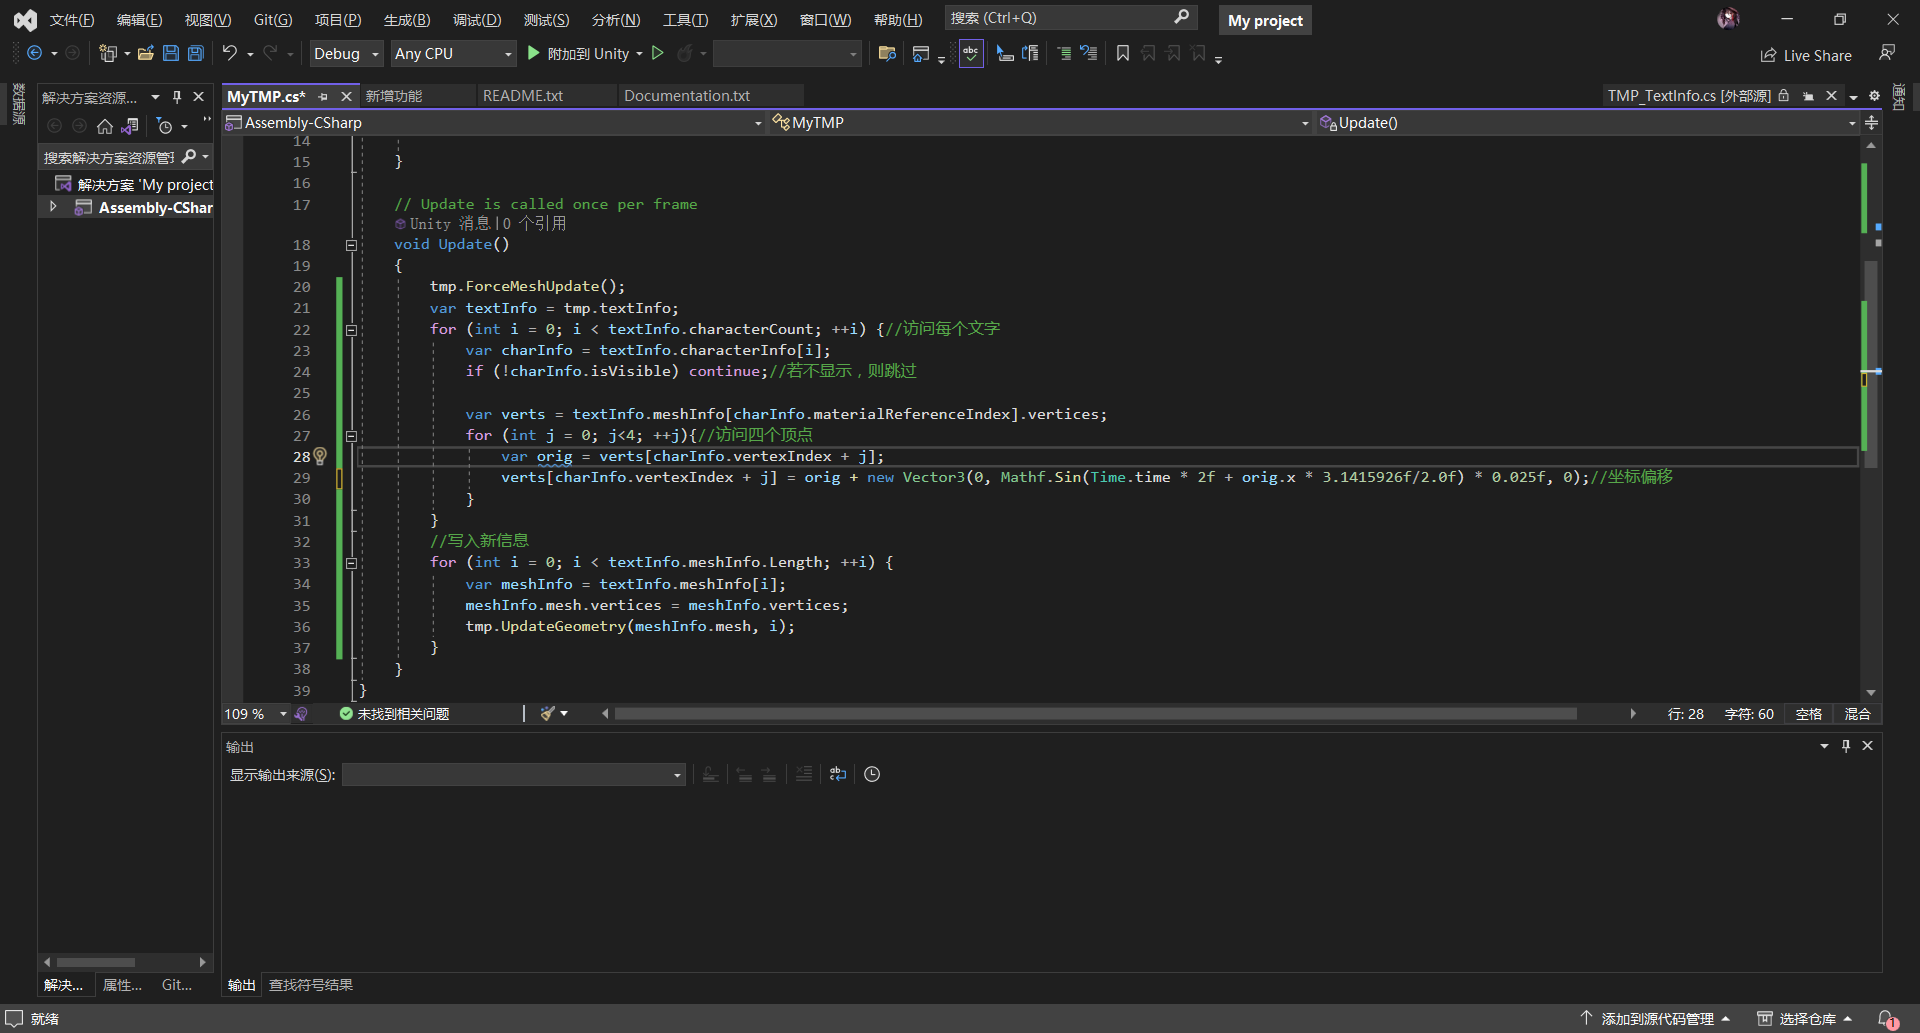 文件(F) 编辑(E) 视图(V) Git(G) 项目(P) 生成(B) 调试(D) 测试(S) 分析(N) 工具(T) 扩展(X) 窗口(W) 帮助(H) 搜索 (Ctrl+Q) My project
Debug Any CPU 附加到 Unity abc Live Share
数据源
解决方案资源...
搜索解决方案资源管理
解决方案 'My project
Assembly-CShar
MyTMP.cs* 新增功能 README.txt Documentation.txt TMP_TextInfo.cs [外部源]
通知
Assembly-CSharp MyTMP Update()
14
15 }
16
17 // Update is called once per frame
Unity 消息|0 个引用
18 void Update()
19 {
20 tmp.ForceMeshUpdate();
21 var textInfo = tmp.textInfo;
22 for (int i = 0; i < textInfo.characterCount; ++i) {//访问每个文字
23 var charInfo = textInfo.characterInfo[i];
24 if (!charInfo.isVisible) continue;//若不显示，则跳过
25
26 var verts = textInfo.meshInfo[charInfo.materialReferenceIndex].vertices;
27 for (int j = 0; j<4; ++j){//访问四个顶点
28 var orig = verts[charInfo.vertexIndex + j];
29 verts[charInfo.vertexIndex + j] = orig + new Vector3(0, Mathf.Sin(Time.time * 2f + orig.x * 3.1415926f/2.0f) * 0.025f, 0);//坐标偏移
30 }
31 }
32 //写入新信息
33 for (int i = 0; i < textInfo.meshInfo.Length; ++i) {
34 var meshInfo = textInfo.meshInfo[i];
35 meshInfo.mesh.vertices = meshInfo.vertices;
36 tmp.UpdateGeometry(meshInfo.mesh, i);
37 }
38 }
39 }
109 % 未找到相关问题 行: 28 字符: 60 空格 混合
输出
显示输出来源(S):
解决... 属性... Git... 输出 查找符号结果
就绪 添加到源代码管理 选择仓库 1